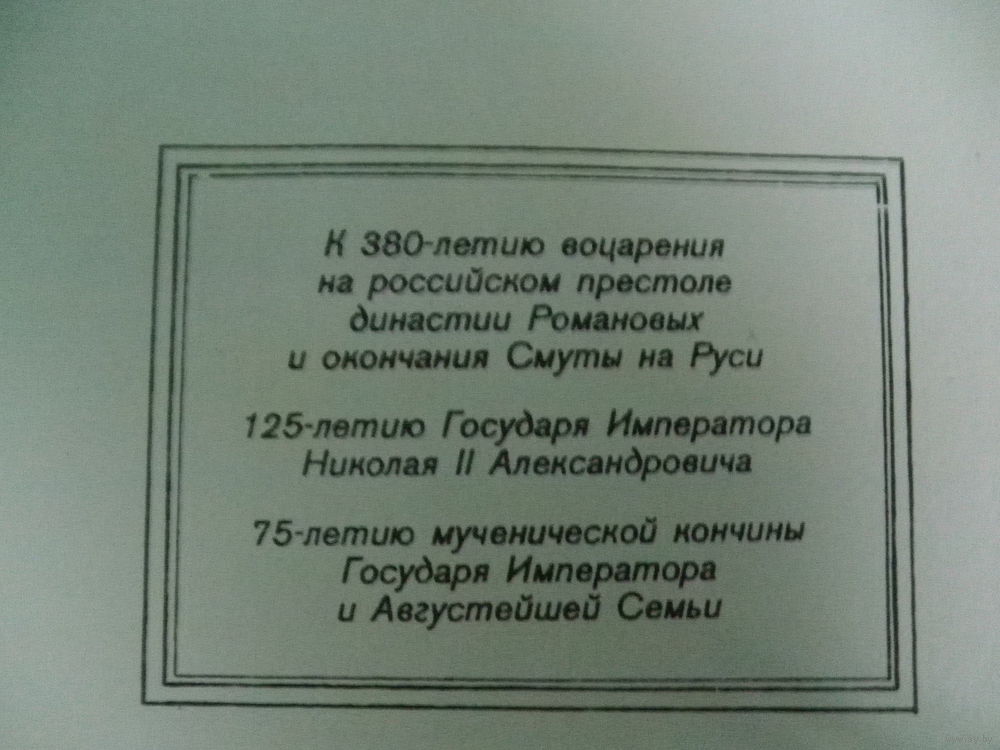 К 380-летию воцарения
на российском престоле
династии Романовых
и окончания Смуты на Руси
125-летию Государя Императора
Николая II Александровича
75-летию мученической кончины
Государя Императора
и Августейшей Семьи